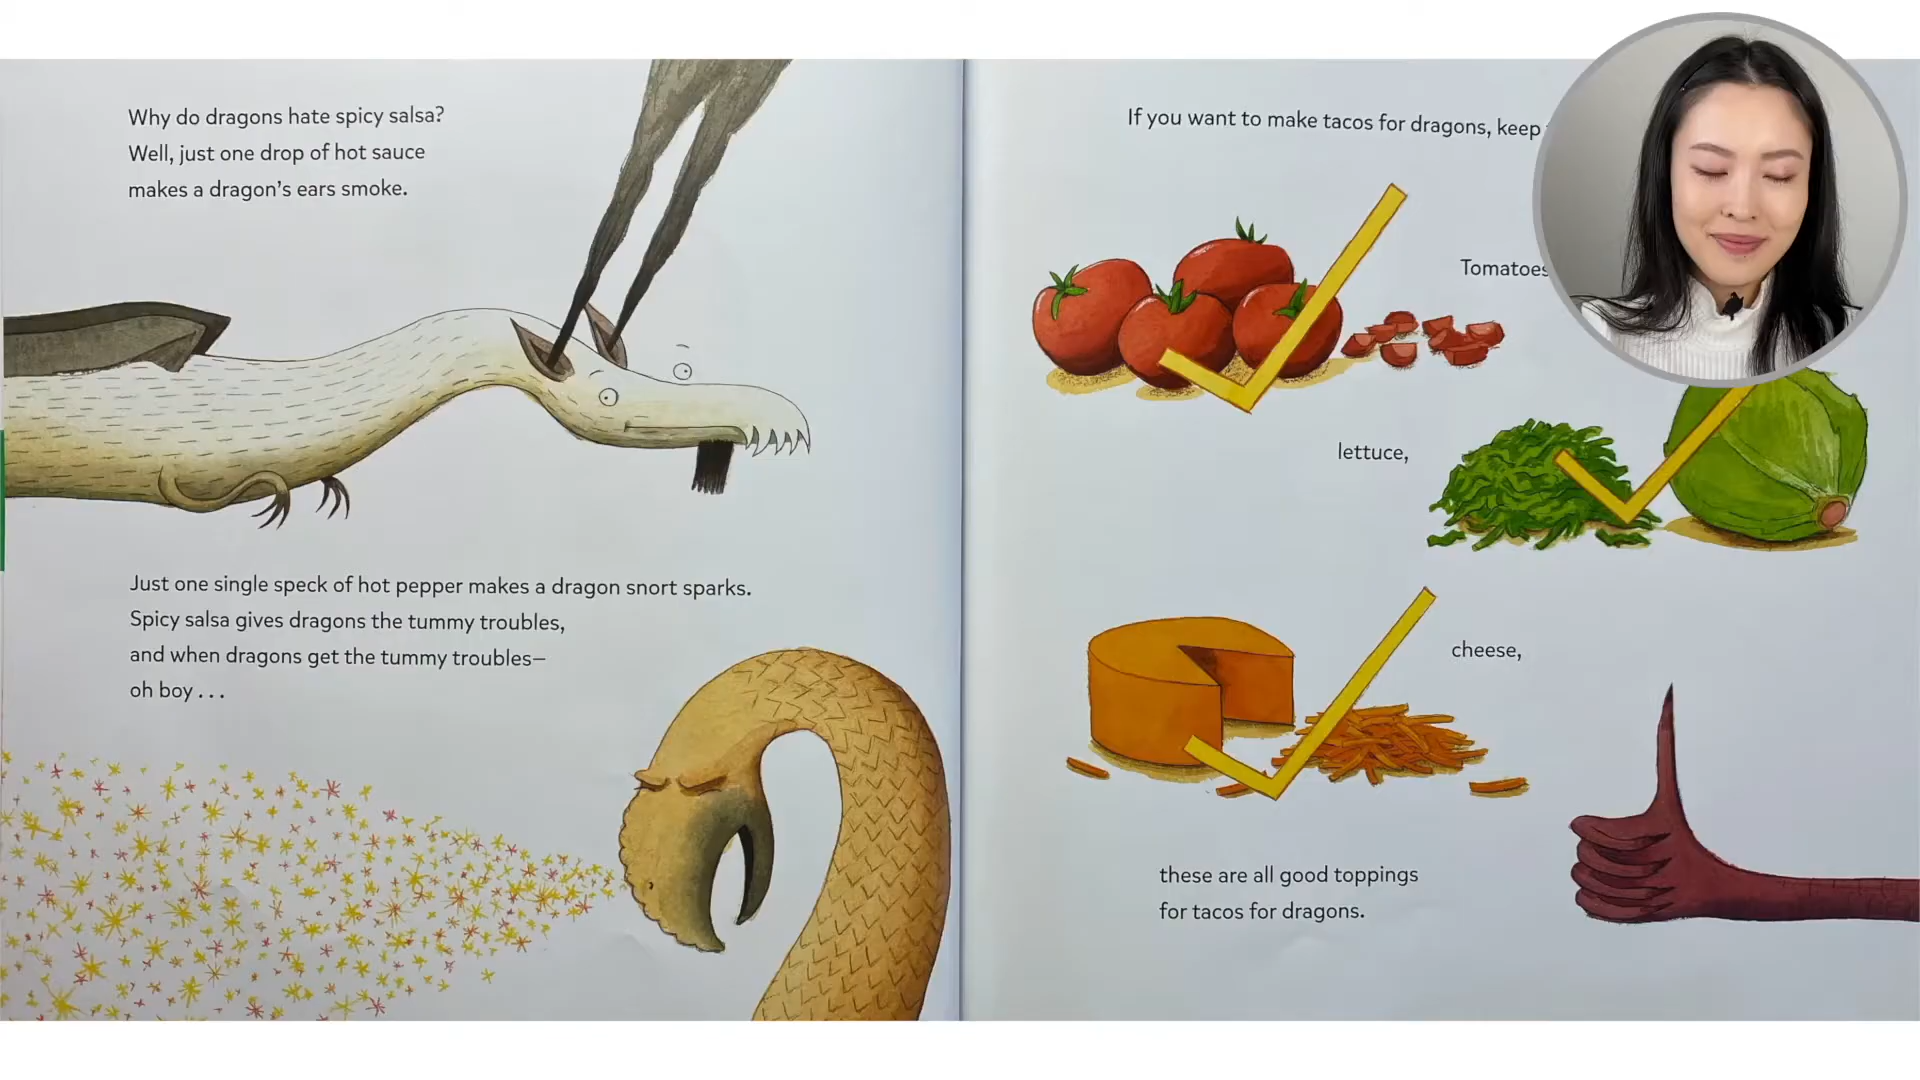 Why do dragons hate spicy salsa?
Well, just one drop of hot sauce
makes a dragon's ears smoke.
Just one single speck of hot pepper makes a dragon snort sparks.
Spicy salsa gives dragons the tummy troubles,
and when dragons get the tummy troubles—
oh boy . . .
If you want to make tacos for dragons, keep
Tomatoes
lettuce,
cheese,
these are all good toppings
for tacos for dragons.